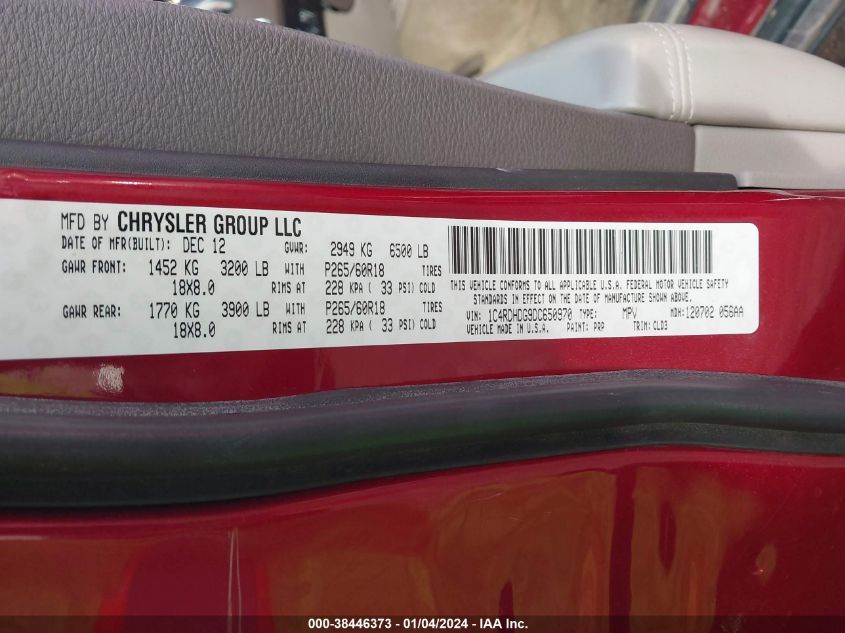 MFD BY CHRYSLER GROUP LLC
DATE OF MFR(BUILT): DEC 12 GVWR: 2949 KG 6500 LB
GAWR FRONT: 1452 KG 3200 LB WITH P265/60R18 TIRES
18X8.0 RIMS AT 228 KPA ( 33 PSI) COLD
GAWR REAR: 1770 KG 3900 LB WITH P265/60R18 TIRES
18X8.0 RIMS AT 228 KPA ( 33 PSI) COLD
THIS VEHICLE CONFORMS TO ALL APPLICABLE U.S.A. FEDERAL MOTOR VEHICLE SAFETY
STANDARDS IN EFFECT ON THE DATE OF MANUFACTURE SHOWN ABOVE.
VIN: 1C4RDHDG9DC650970 TYPE: MPV MDH:120702 056AA
VEHICLE MADE IN U.S.A. PAINT: PRP TRIM: CLD3
000-38446373 - 01/04/2024 - IAA Inc.